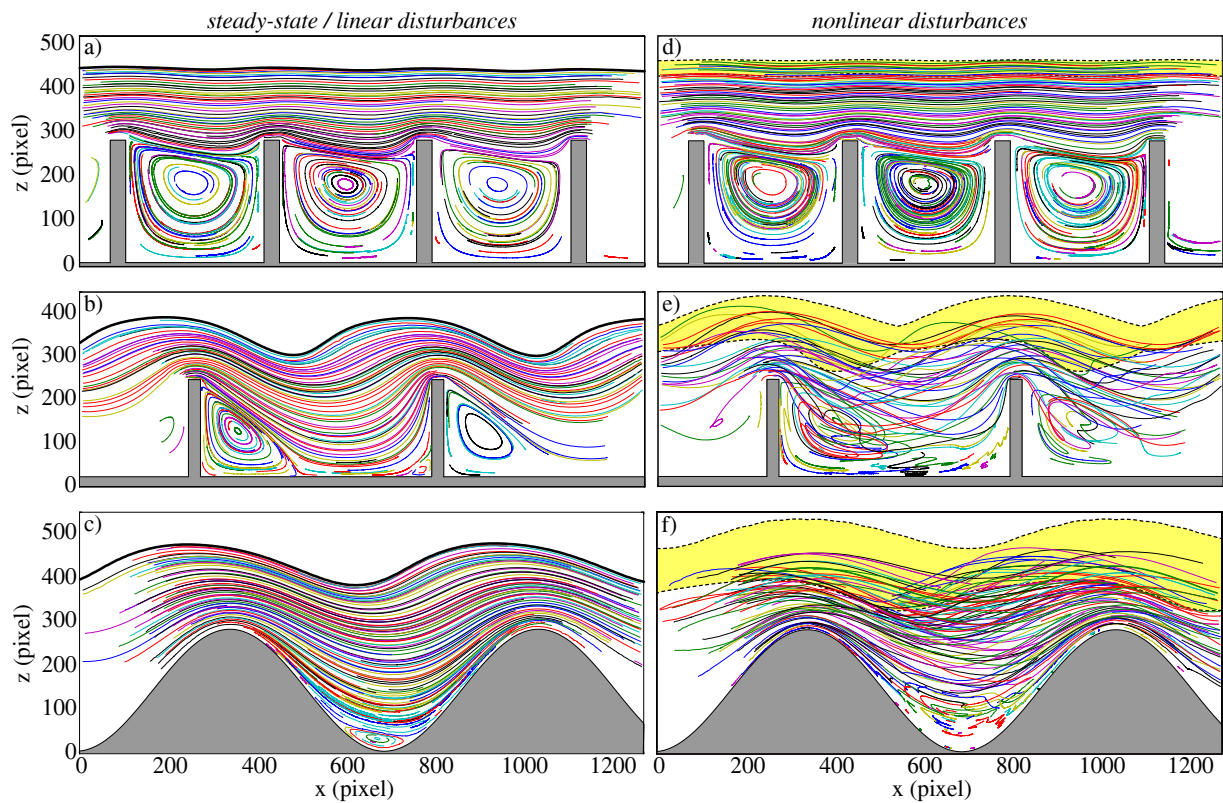 steady-state / linear disturbances
nonlinear disturbances
a)
d)
500
400
300
200
100
0
z (pixel)
b)
e)
400
300
200
100
0
z (pixel)
c)
f)
500
400
300
200
100
0
z (pixel)
0 200 400 600 800 1000 1200
0 200 400 600 800 1000 1200
x (pixel)
x (pixel)